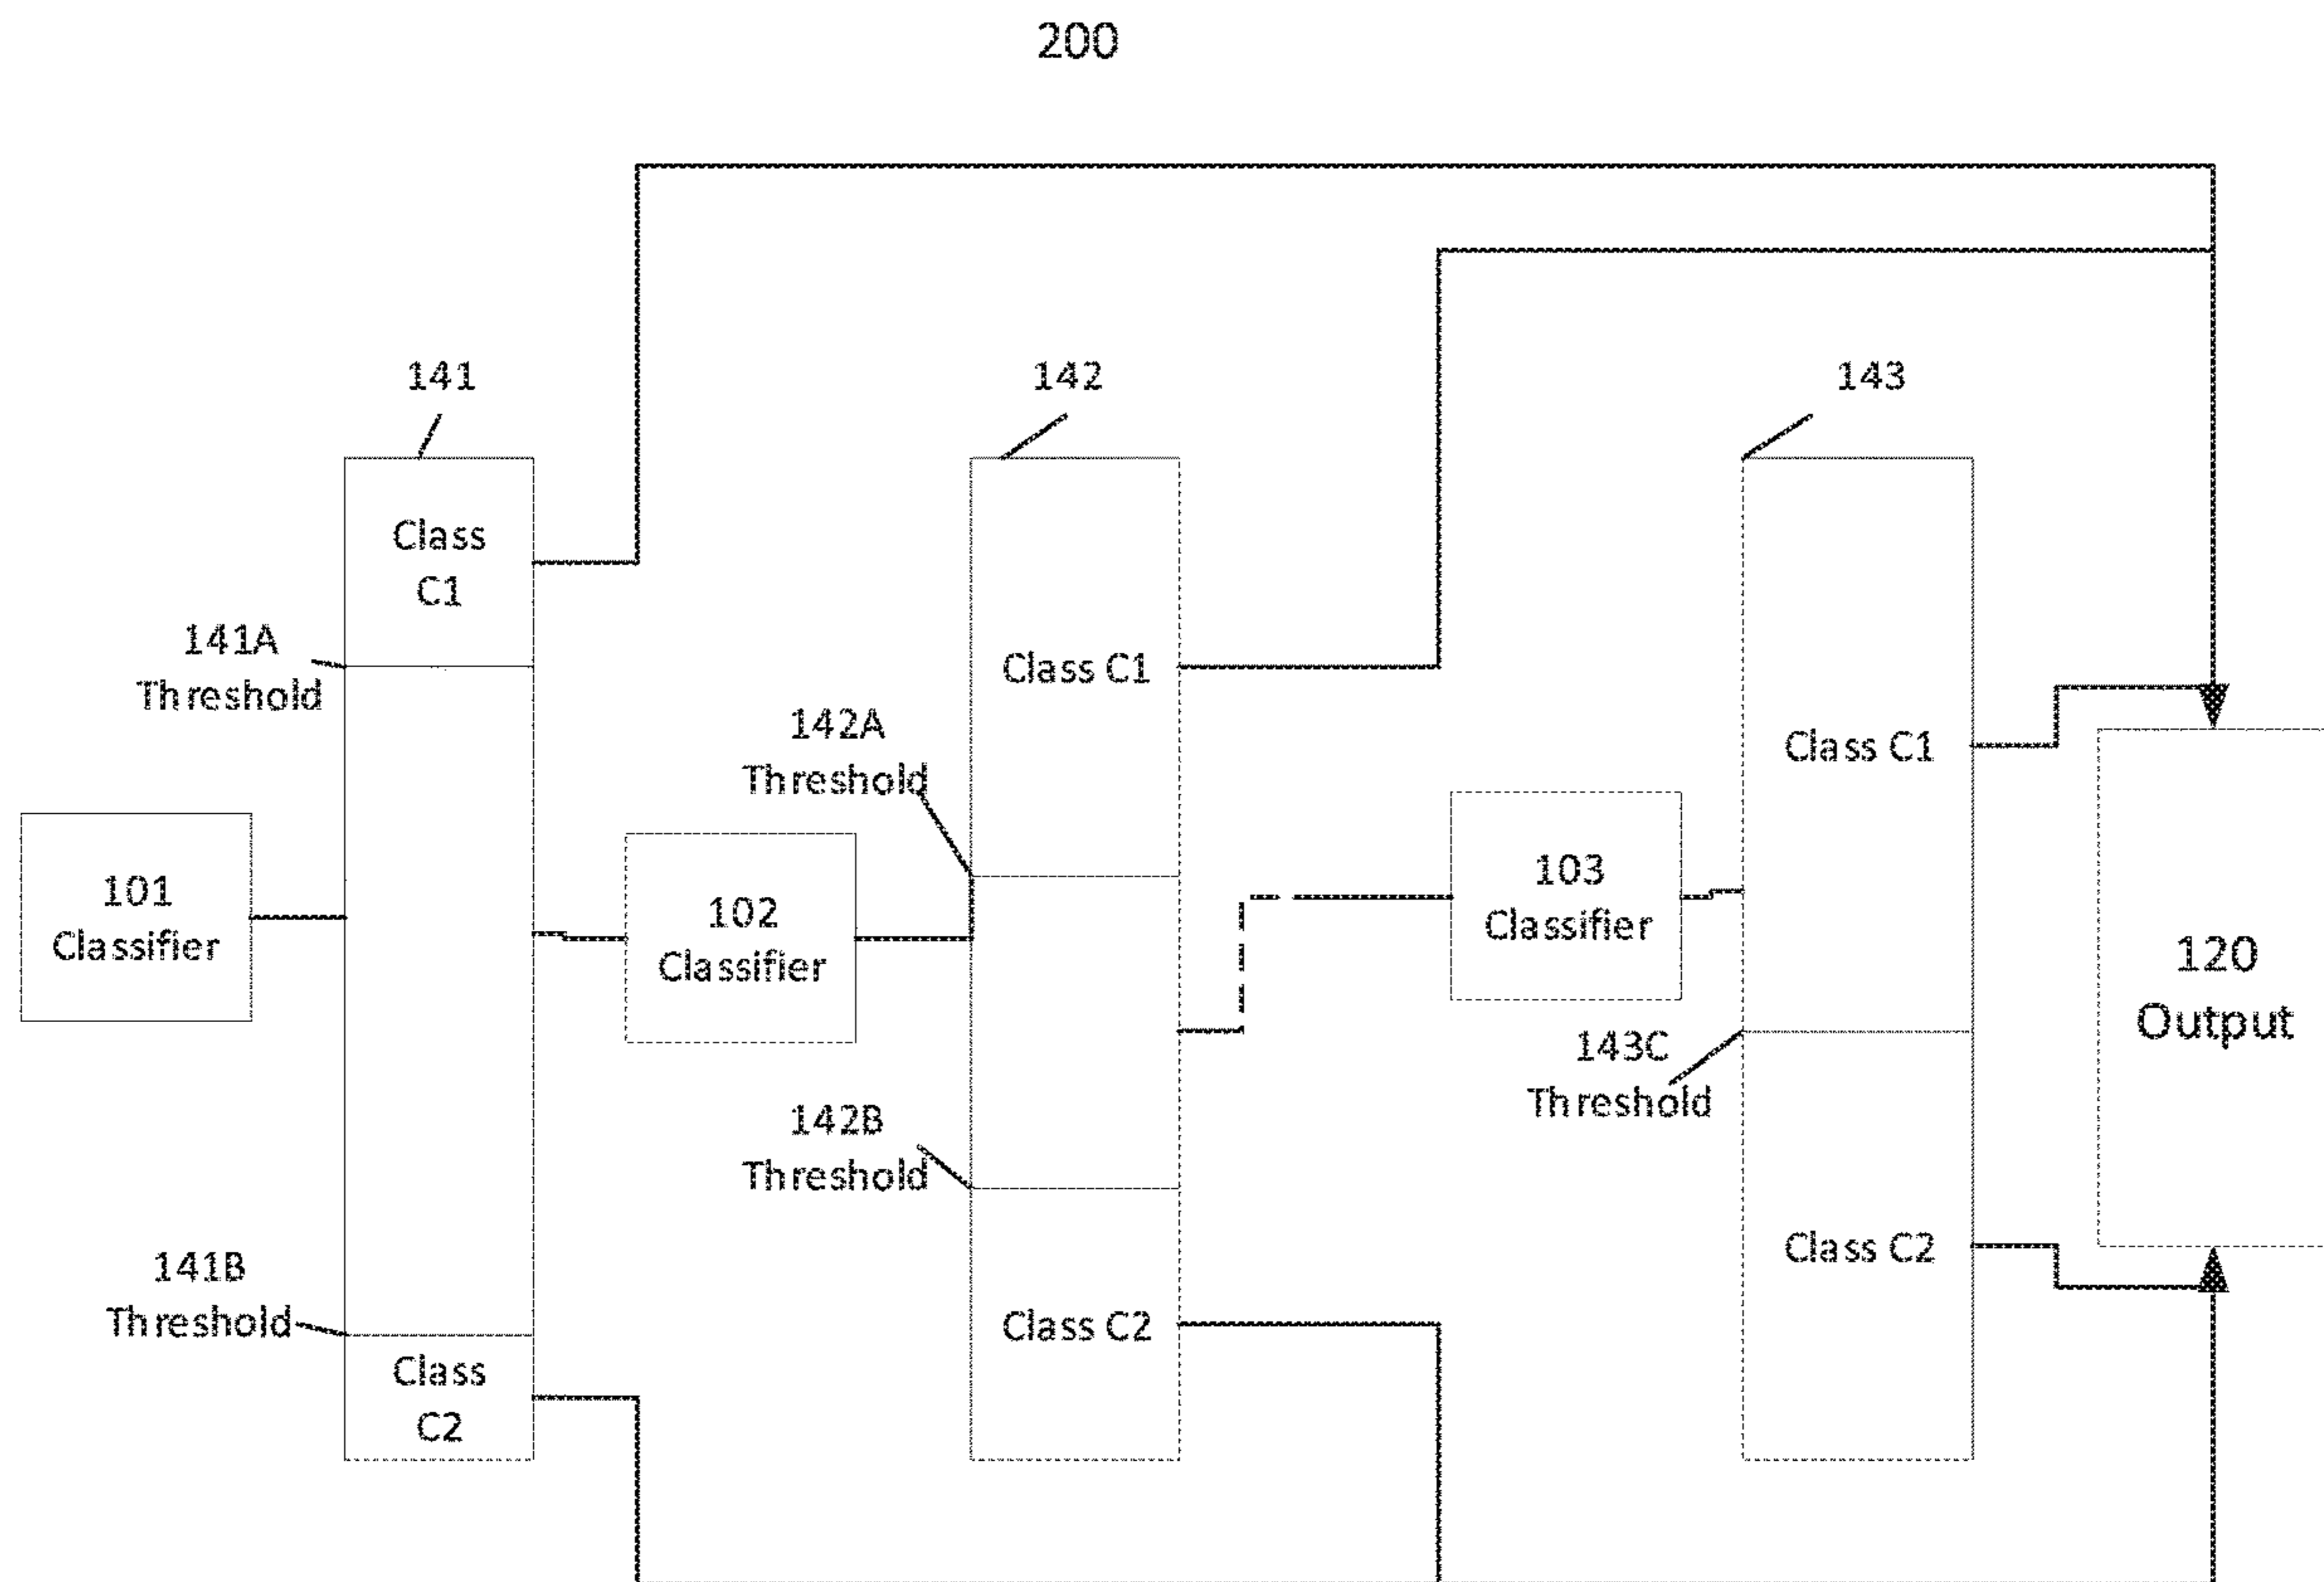 200
141
142
143
Class
C1
141A
Threshold
Class C1
142A
Threshold
Class C1
101
Classifier
102
Classifier
103
Classifier
120
Output
143C
Threshold
142B
Threshold
141B
Threshold
Class C2
Class C2
Class
C2